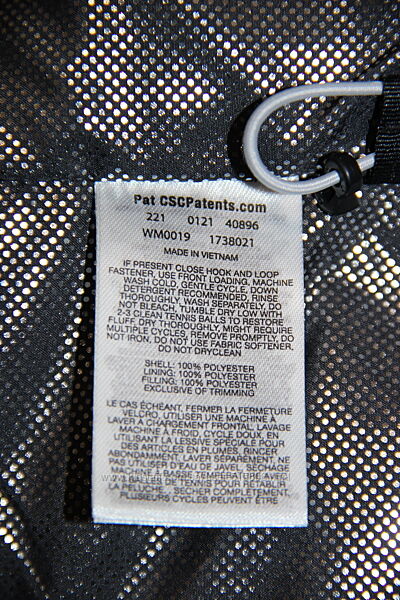 Pat CSCPatents.com
221 0121 40896
WM0019 1738021
MADE IN VIETNAM
IF PRESENT CLOSE HOOK AND LOOP
FASTENER, USE FRONT LOADING, MACHINE
WASH COLD, GENTLE CYCLE, DOWN
DETERGENT RECOMMENDED, RINSE
THOROUGHLY, WASH SEPARATELY, DO
NOT BLEACH, TUMBLE DRY LOW WITH
2-3 CLEAN TENNIS BALLS TO RESTORE
FLUFF, DRY THOROUGHLY, MIGHT REQUIRE
MULTIPLE CYCLES, REMOVE PROMPTLY, DO
NOT IRON, DO NOT USE FABRIC SOFTENER,
DO NOT DRYCLEAN
SHELL: 100% POLYESTER
LINING: 100% POLYESTER
FILLING: 100% POLYESTER
EXCLUSIVE OF TRIMMING
LE CAS ÉCHÉANT, FERMER LA FERMETURE
VELCRO, UTILISER UNE MACHINE À
LAVER À CHARGEMENT FRONTAL, LAVAGE
MACHINE À FROID, CYCLE DOUX, EN
UTILISANT LA LESSIVE SPÉCIALE POUR
DES ARTICLES EN PLUMES, RINCER
ABONDAMMENT, LAVER SÉPAREMENT, NE
PAS UTILISER D'EAU DE JAVEL, SÉCHAGE
MACHINE À BASSE TEMPÉRATURE AVEC
2-3 BALLES DE TENNIS POUR RÉTABLIR
LA PELUCHE, SÉCHER COMPLÈTEMENT,
PLUSIEURS CYCLES PEUVENT ÊTRE